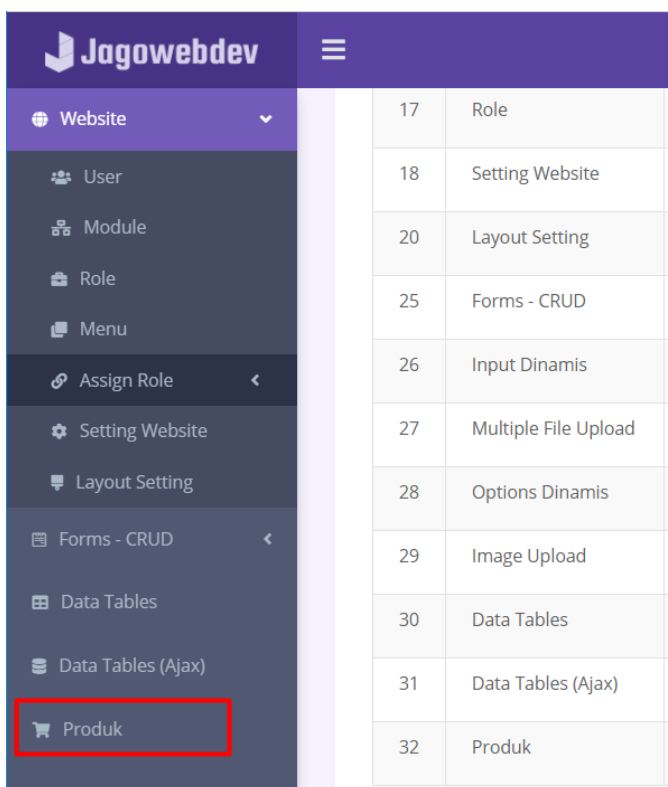 Jagowebdev
Website
User
Module
Role
Menu
Assign Role
Setting Website
Layout Setting
Forms - CRUD
Data Tables
Data Tables (Ajax)
Produk
17 Role
18 Setting Website
20 Layout Setting
25 Forms - CRUD
26 Input Dinamis
27 Multiple File Upload
28 Options Dinamis
29 Image Upload
30 Data Tables
31 Data Tables (Ajax)
32 Produk